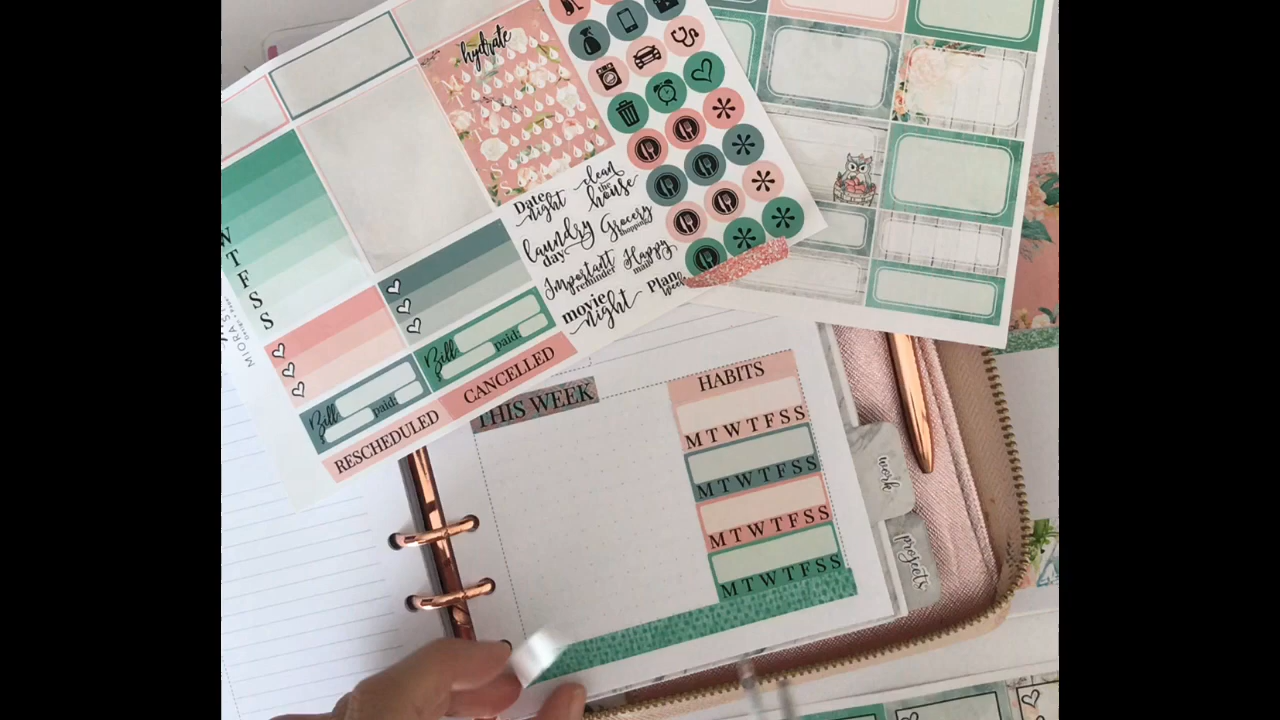 hydrate
Date night
clean the house
laundry day
Grocery shopping
Important reminder
Happy mail
movie night
Plan week
W
T
F
S
S
Bill paid:
Bill paid:
RESCHEDULED
CANCELLED
THIS WEEK
HABITS
M T W T F S S
M T W T F S S
M T W T F S S
M T W T F S S
work
projects